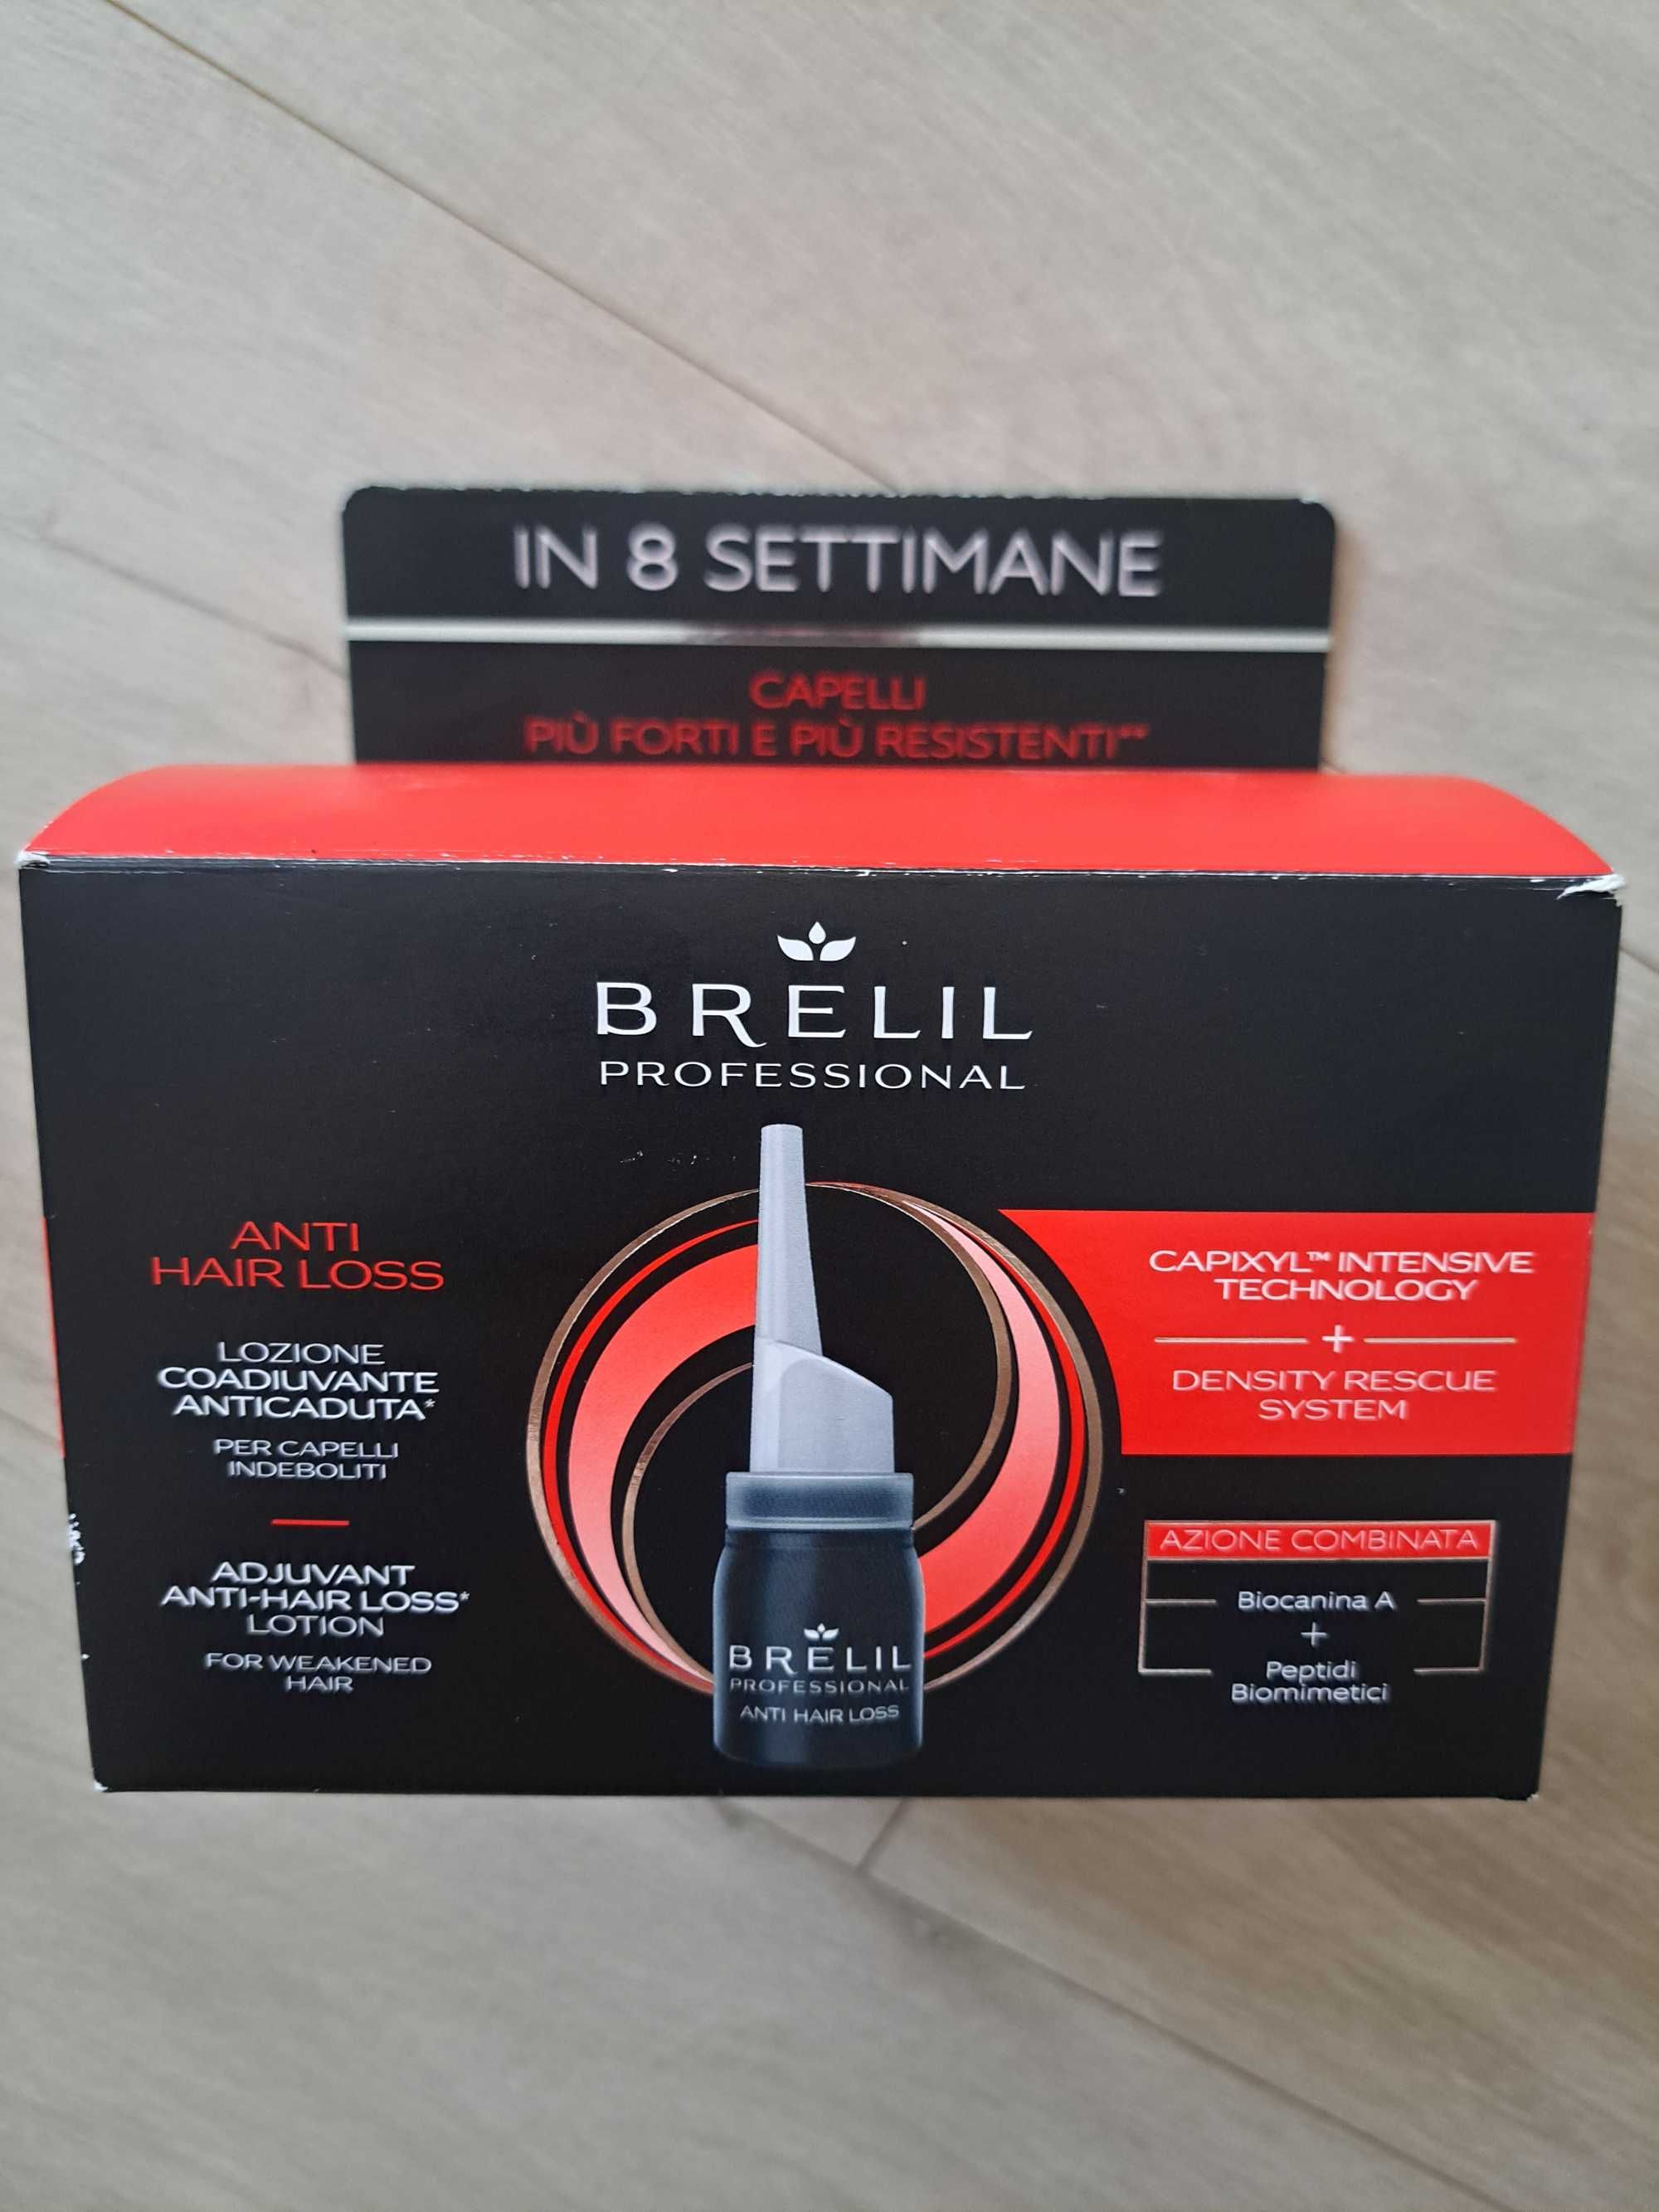 IN 8 SETTIMANE
CAPELLI
PIÙ FORTI E PIÙ RESISTENTI**
BRELIL
PROFESSIONAL
ANTI
HAIR LOSS
LOZIONE
COADIUVANTE
ANTICADUTA*
PER CAPELLI
INDEBOLITI
ADJUVANT
ANTI-HAIR LOSS*
LOTION
FOR WEAKENED
HAIR
BRELIL
PROFESSIONAL
ANTI HAIR LOSS
CAPIXYL™ INTENSIVE
TECHNOLOGY
+
DENSITY RESCUE
SYSTEM
AZIONE COMBINATA
Biocanina A
+
Peptidi
Biomimetici